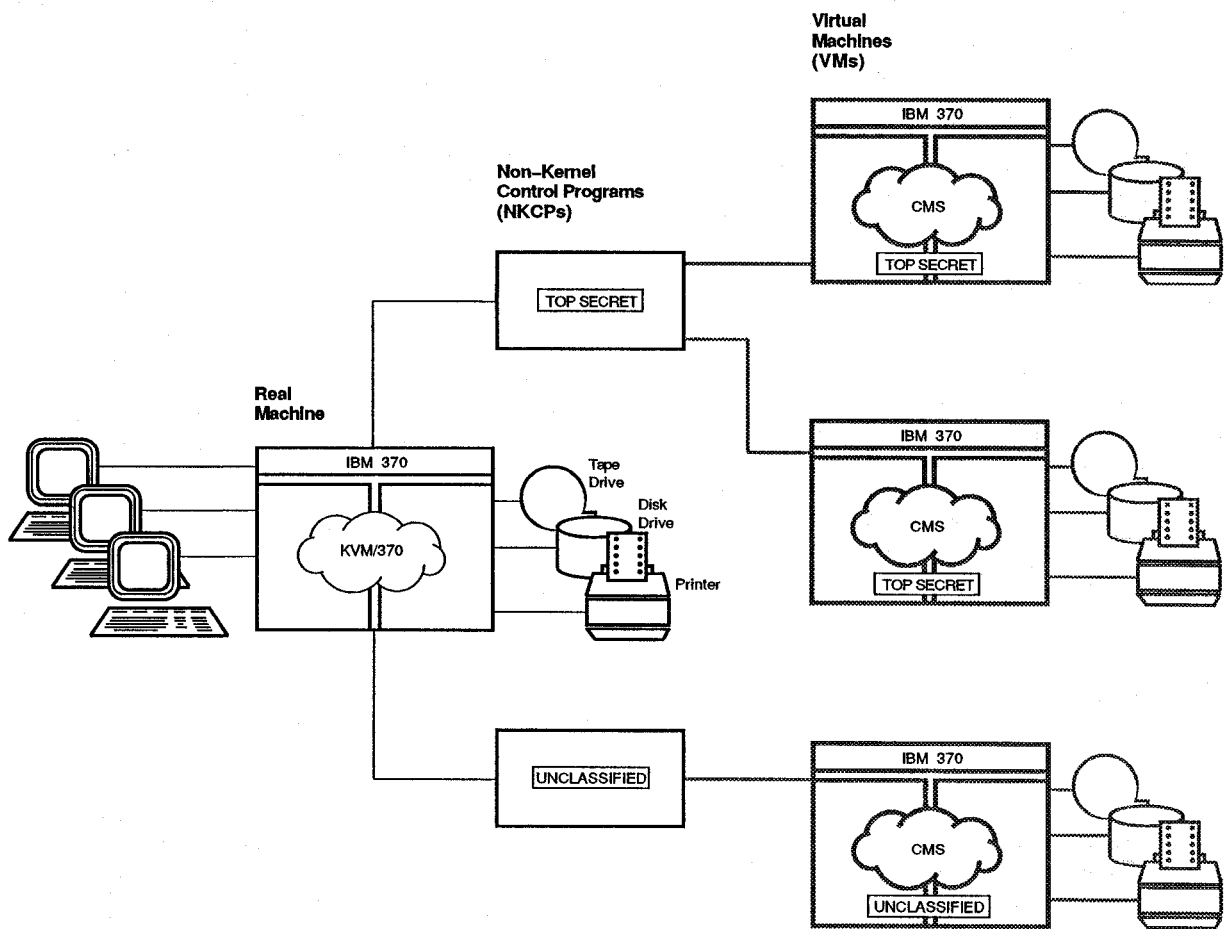 Virtual
Machines
(VMs)
IBM 370
CMS
TOP SECRET
Non-Kernel
Control Programs
(NKCPs)
TOP SECRET
Real
Machine
IBM 370
KVM/370
Tape
Drive
Disk
Drive
Printer
IBM 370
CMS
TOP SECRET
UNCLASSIFIED
IBM 370
CMS
UNCLASSIFIED